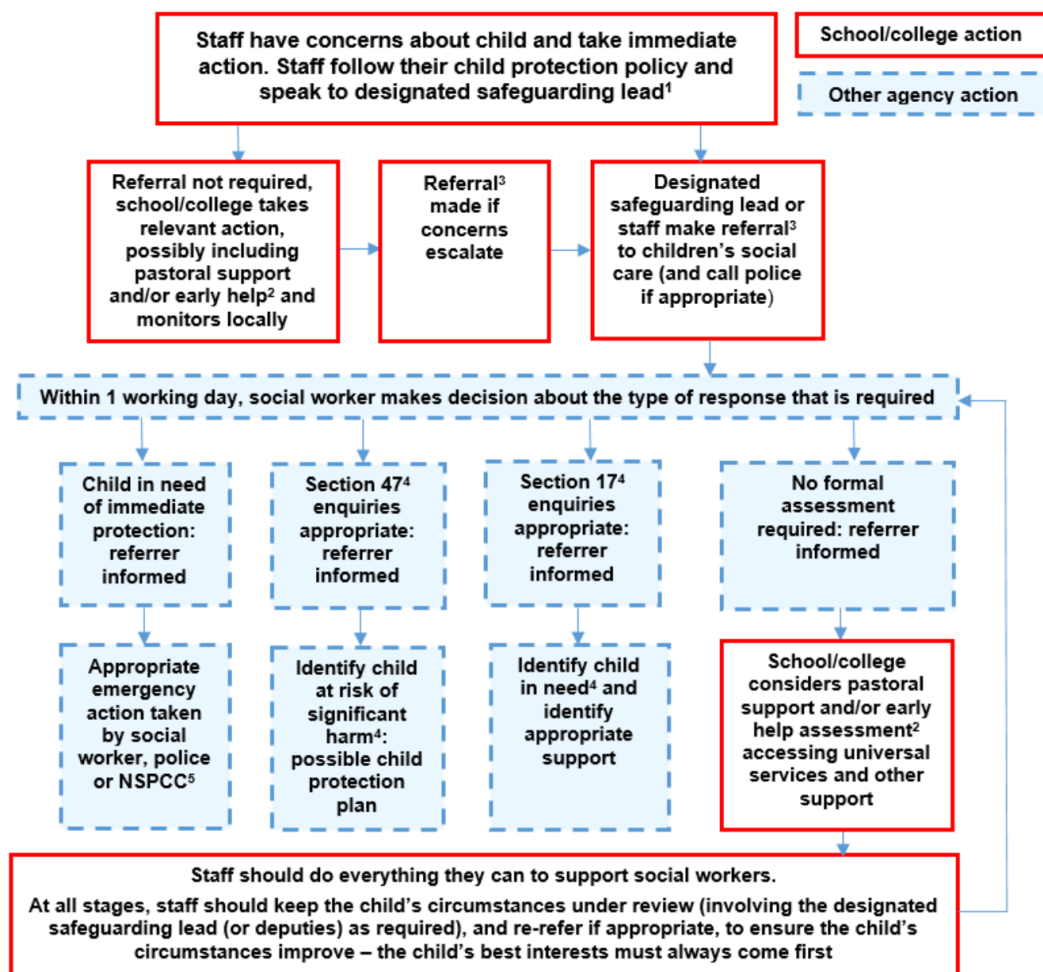 Staff have concerns about child and take immediate
action. Staff follow their child protection policy and
speak to designated safeguarding lead¹
School/college action
Other agency action
Referral not required,
school/college takes
relevant action,
possibly including
pastoral support
and/or early help² and
monitors locally
Referral³
made if
concerns
escalate
Designated
safeguarding lead or
staff make referral³
to children’s social
care (and call police
if appropriate)
Within 1 working day, social worker makes decision about the type of response that is required
Child in need
of immediate
protection:
referrer
informed
Section 47⁴
enquiries
appropriate:
referrer
informed
Section 17⁴
enquiries
appropriate:
referrer
informed
No formal
assessment
required: referrer
informed
Appropriate
emergency
action taken
by social
worker, police
or NSPCC⁵
Identify child
at risk of
significant
harm⁴:
possible child
protection
plan
Identify child
in need⁴ and
identify
appropriate
support
School/college
considers pastoral
support and/or early
help assessment²
accessing universal
services and other
support
Staff should do everything they can to support social workers.
At all stages, staff should keep the child’s circumstances under review (involving the designated
safeguarding lead (or deputies) as required), and re-refer if appropriate, to ensure the child’s
circumstances improve – the child’s best interests must always come first